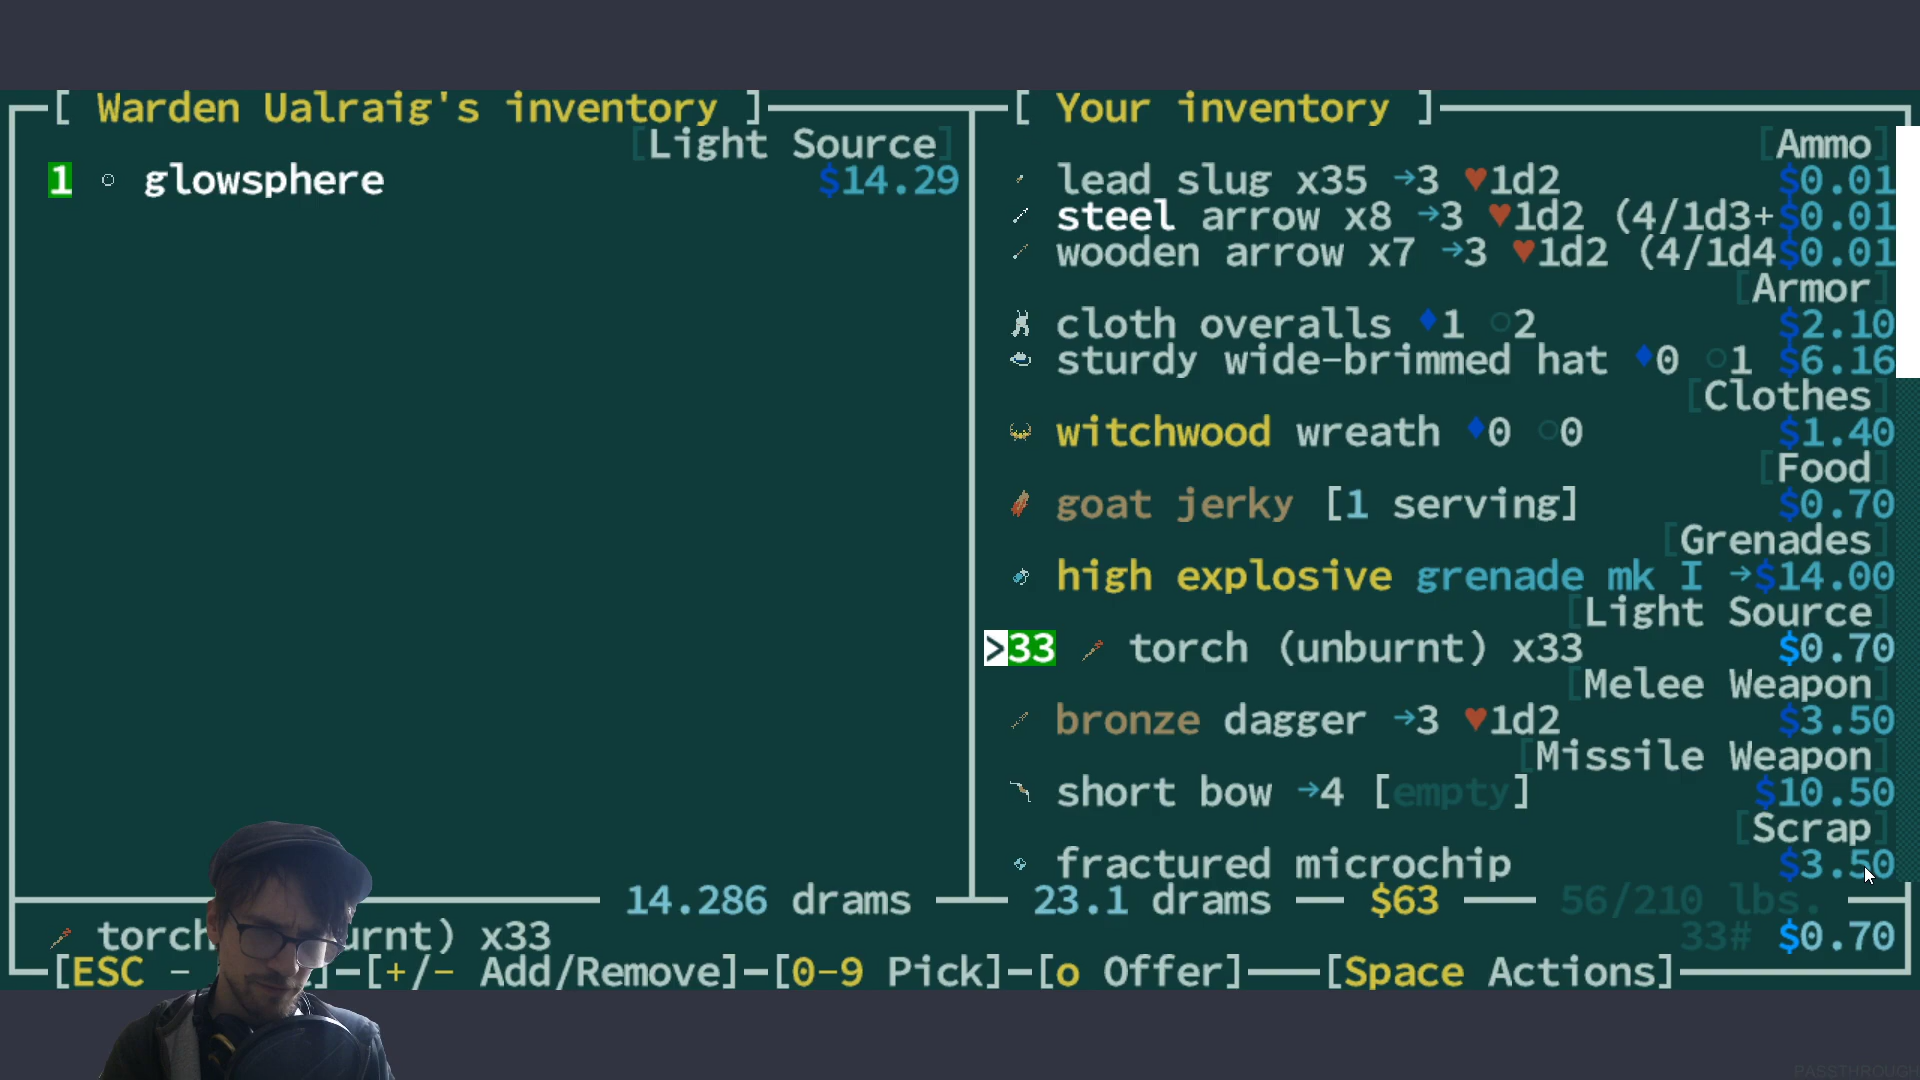 [ Warden Ualraig's inventory ]
[Light Source]
1 glowsphere $14.29
[ Your inventory ]
[Ammo]
lead slug x35 →3 ♥1d2 $0.01
steel arrow x8 →3 ♥1d2 (4/1d3+ $0.01
wooden arrow x7 →3 ♥1d2 (4/1d4 $0.01
[Armor]
cloth overalls ♦1 ○2 $2.10
sturdy wide-brimmed hat ♦0 ○1 $6.16
[Clothes]
witchwood wreath ♦0 ○0 $1.40
[Food]
goat jerky [1 serving] $0.70
[Grenades]
high explosive grenade mk I →$14.00
[Light Source]
>33 torch (unburnt) x33 $0.70
[Melee Weapon]
bronze dagger →3 ♥1d2 $3.50
[Missile Weapon]
short bow →4 [empty] $10.50
[Scrap]
fractured microchip $3.50
14.286 drams 23.1 drams — $63 56/210 lbs.
torch urnt) x33 33# $0.70
[ESC - ]—[+/- Add/Remove]—[0-9 Pick]—[o Offer]——[Space Actions]
PASSTHROUGH